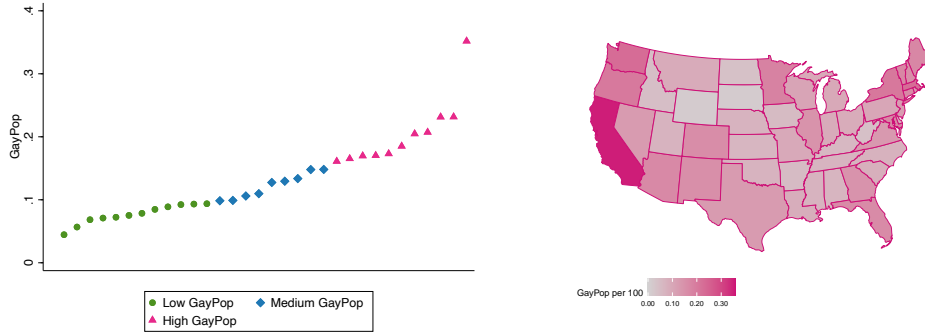 .4
.3
.2
.1
0
GayPop
Low GayPop
Medium GayPop
High GayPop
GayPop per 100
0.00 0.10 0.20 0.30